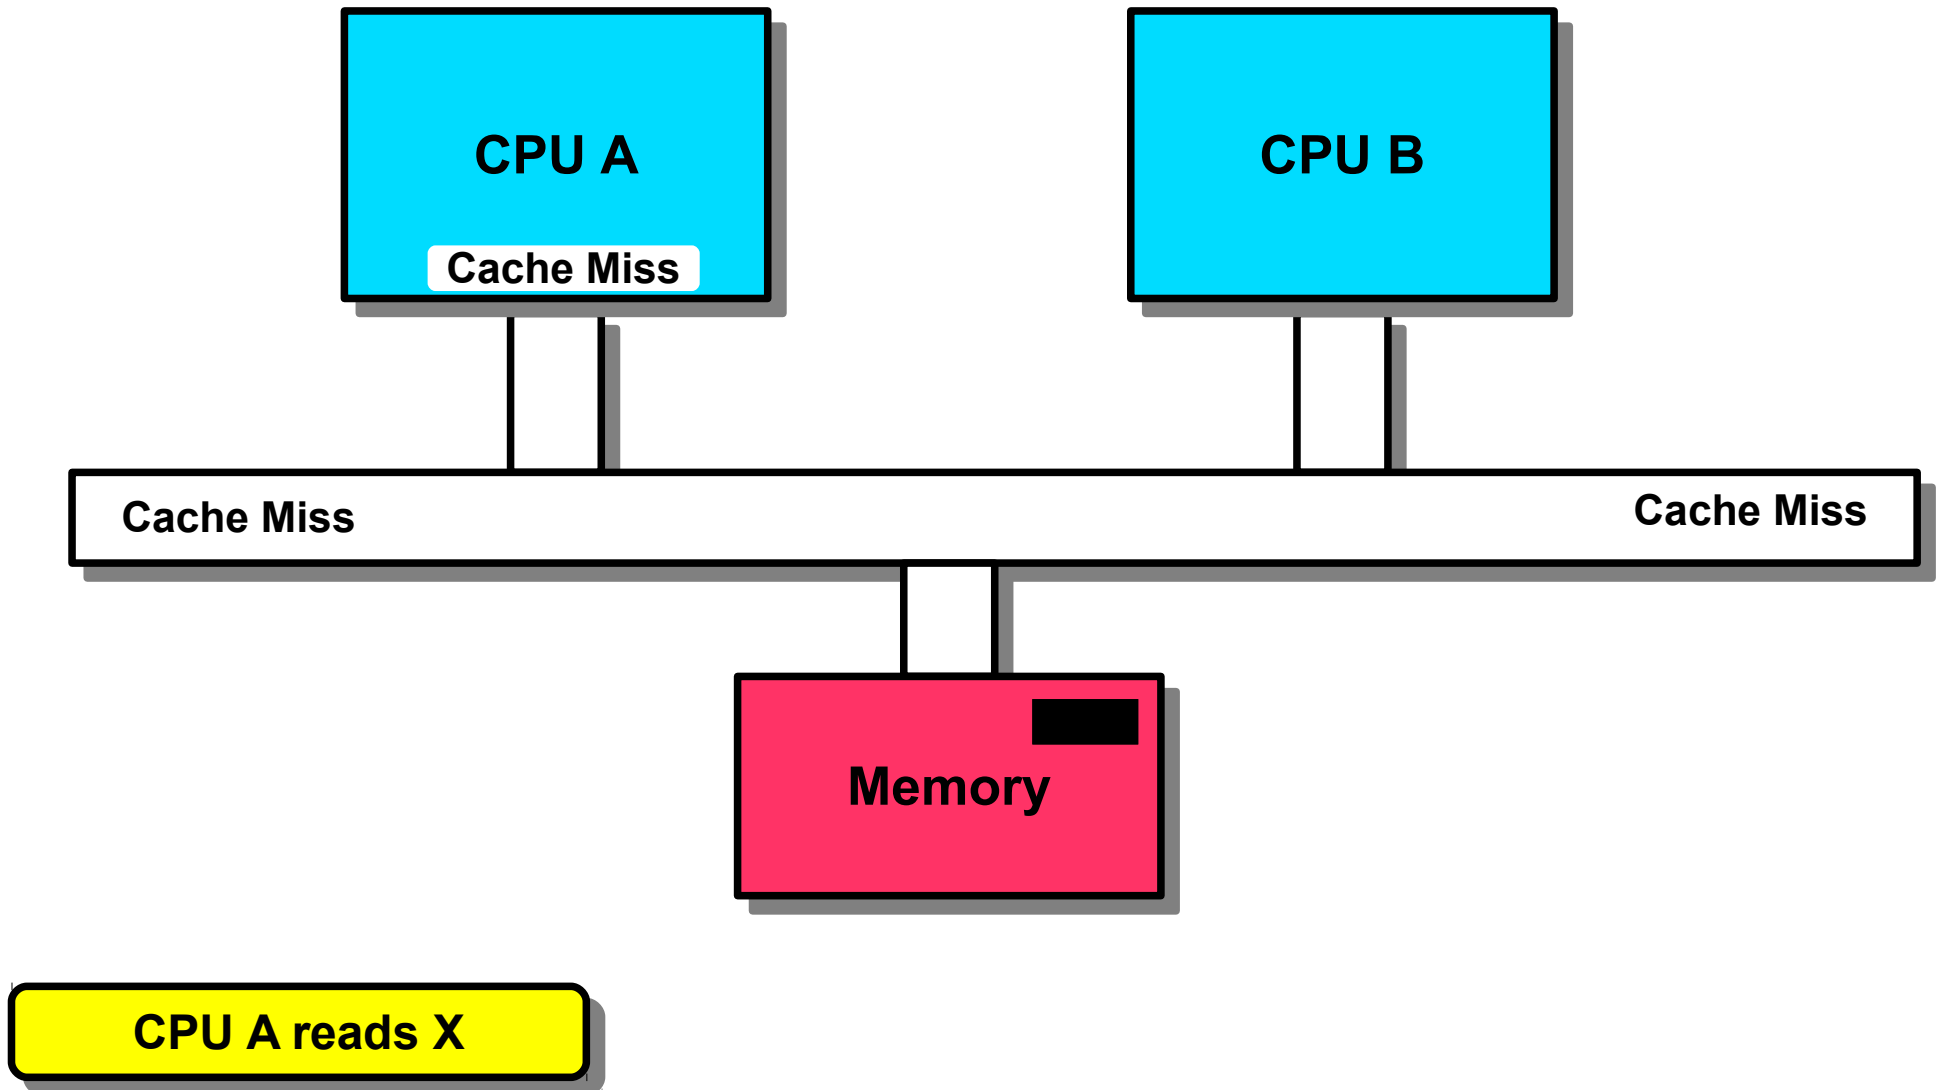 CPU A
CPU B
Cache Miss
Cache Miss
Cache Miss
Memory
CPU A reads X